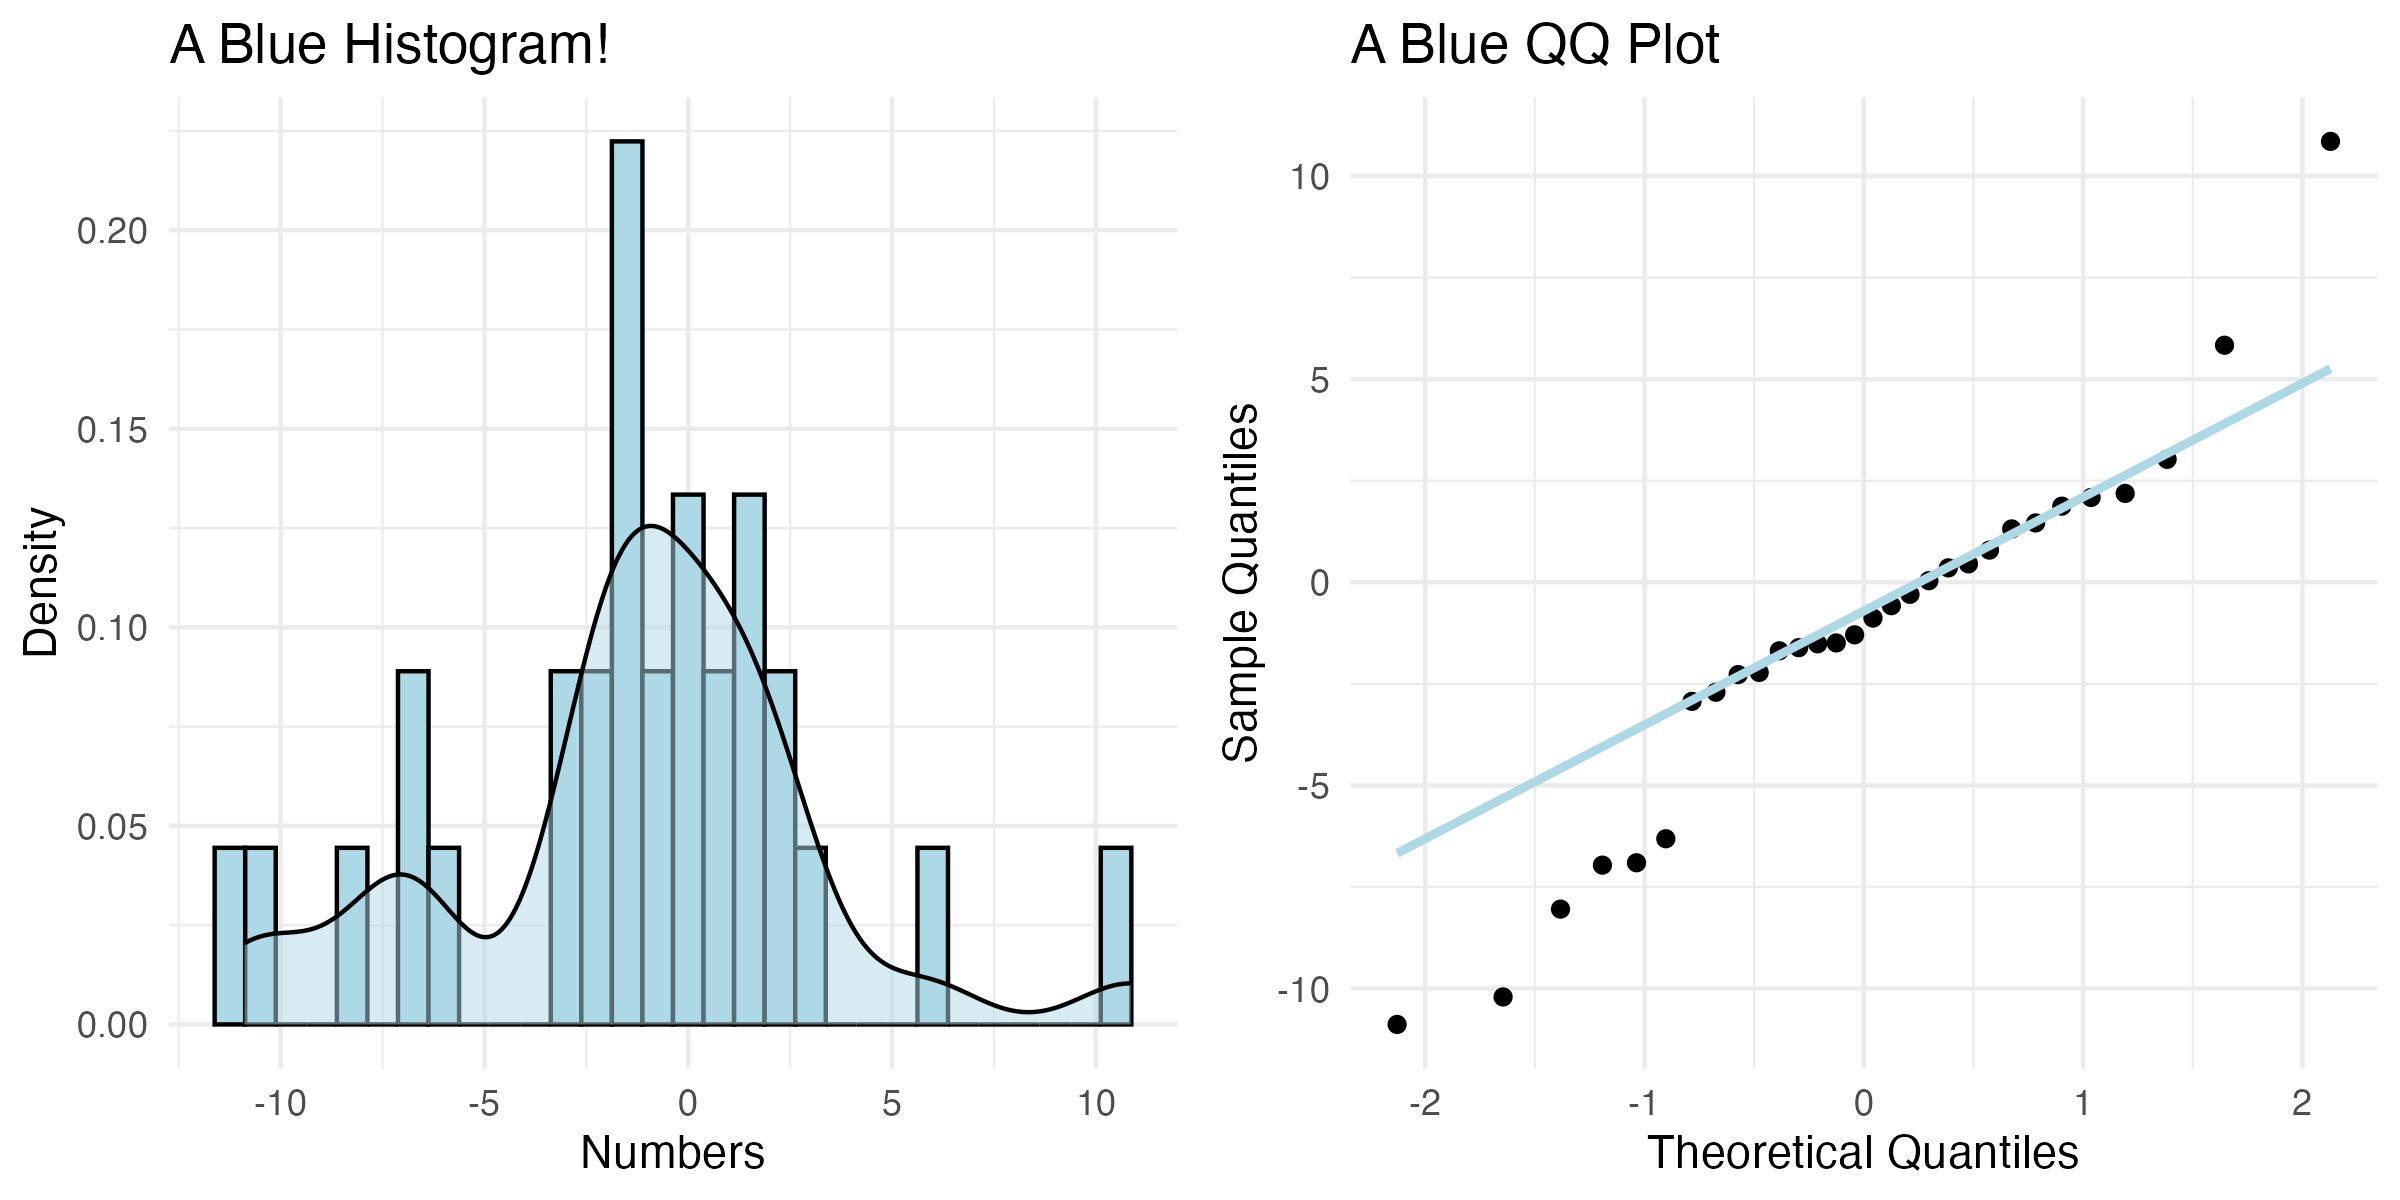 A Blue Histogram!
Density
0.20
0.15
0.10
0.05
0.00
-10 -5 0 5 10
Numbers
A Blue QQ Plot
Sample Quantiles
10
5
0
-5
-10
-2 -1 0 1 2
Theoretical Quantiles